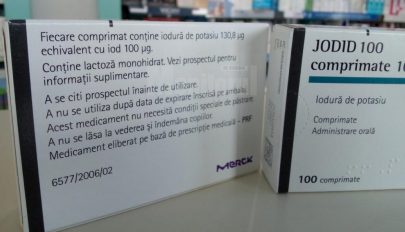 Fiecare comprimat conține iodură de potasiu 130,8 µg
echivalent cu iod 100 µg.
Conține lactoză monohidrat. Vezi prospectul pentru
informații suplimentare.
A se citi prospectul înainte de utilizare.
A nu se utiliza după data de expirare înscrisă pe ambalaj.
Acest medicament nu necesită condiții speciale de păstrare.
A nu se lăsa la vederea și îndemâna copiilor.
Medicament eliberat pe bază de prescripție medicală - PRF
6577/2006/02
MERCK
JODID 100
comprimate
Iodură de potasiu
Comprimate
Administrare orală
100 comprimate